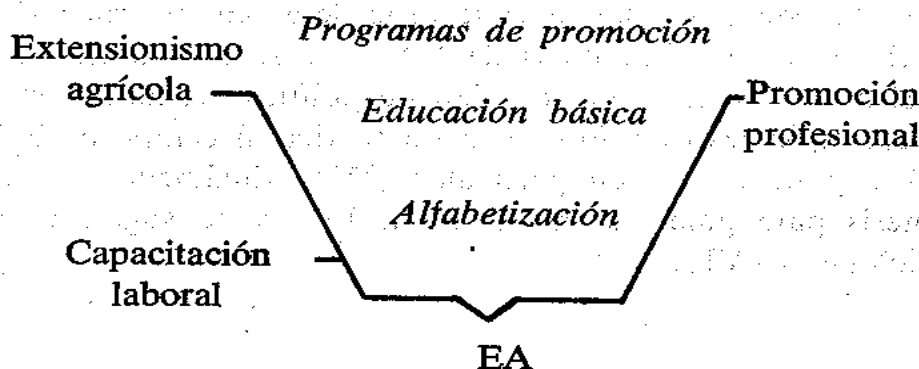 Programas de promoción
Extensionismo
agrícola
Educación básica
Promoción
profesional
Alfabetización
Capacitación
laboral
EA